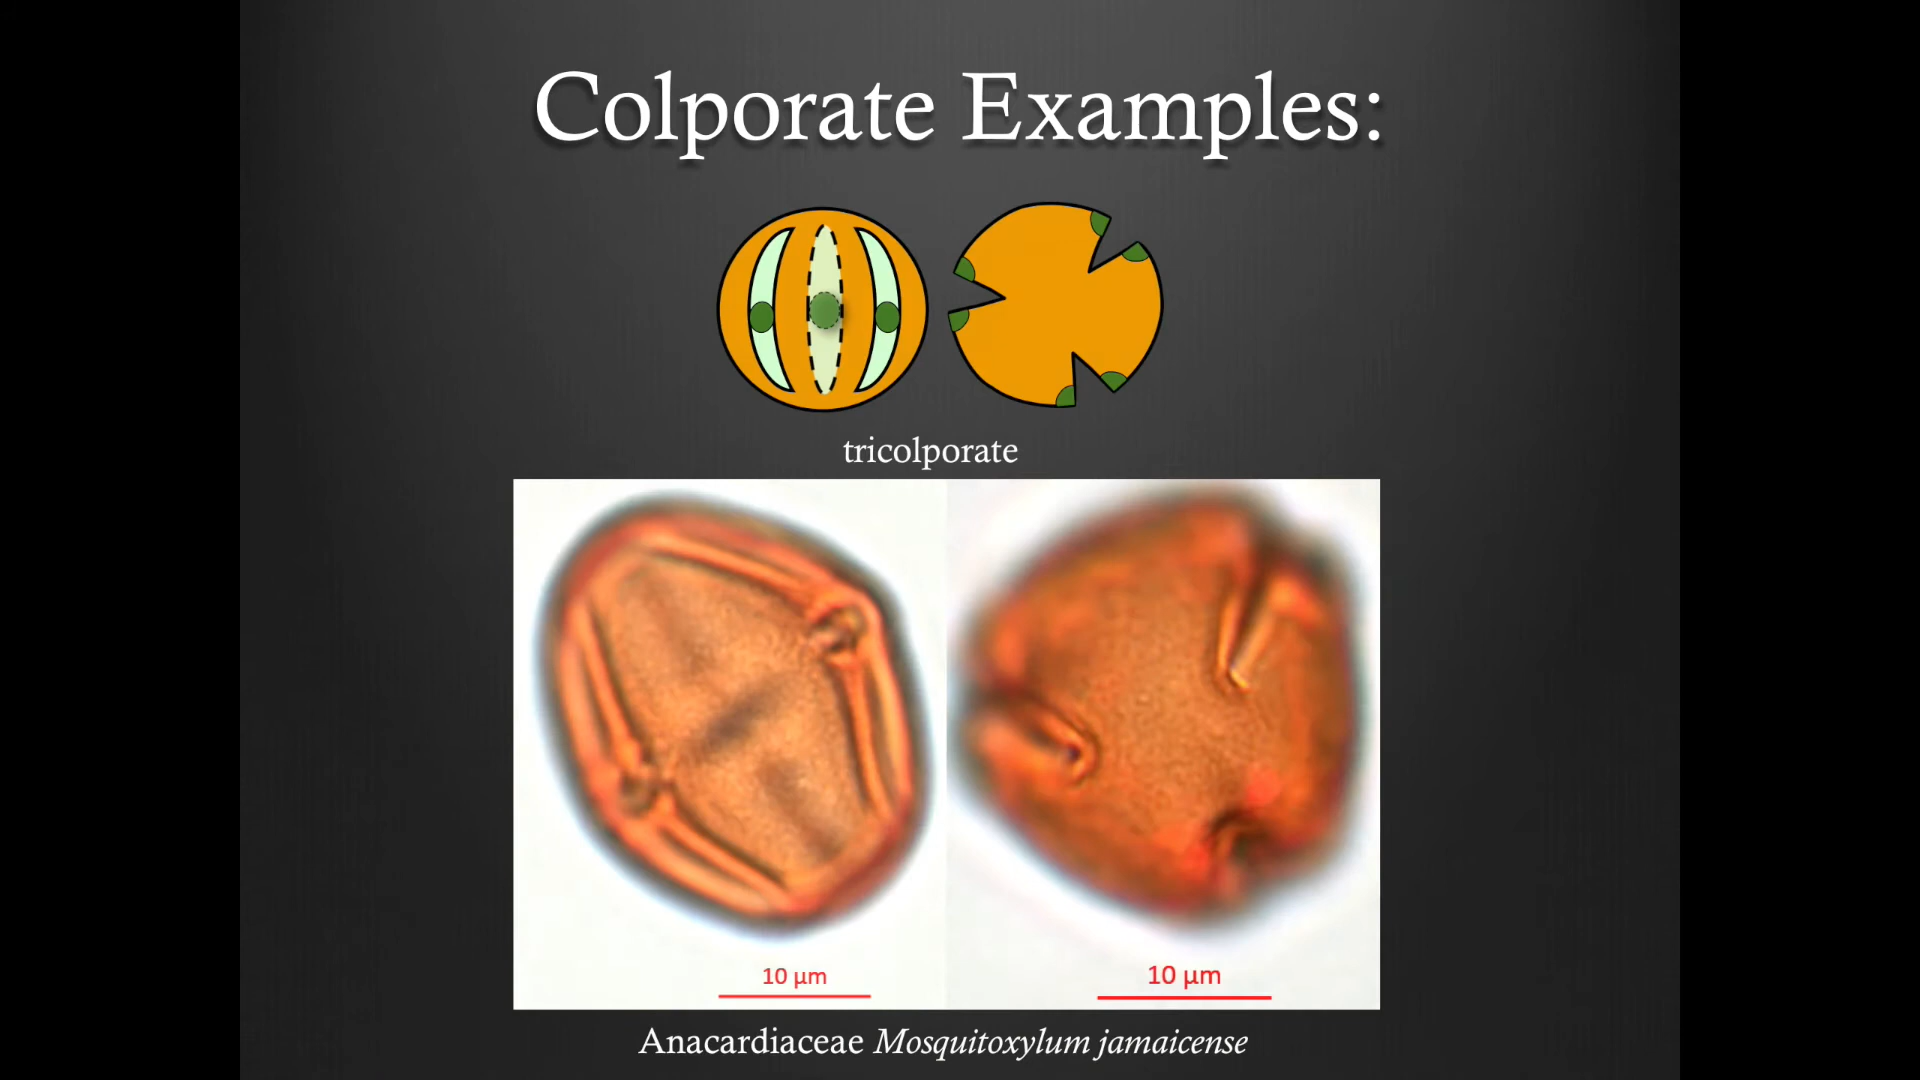 Colporate Examples:
tricolporate
10 µm
10 µm
Anacardiaceae Mosquitoxylum jamaicense